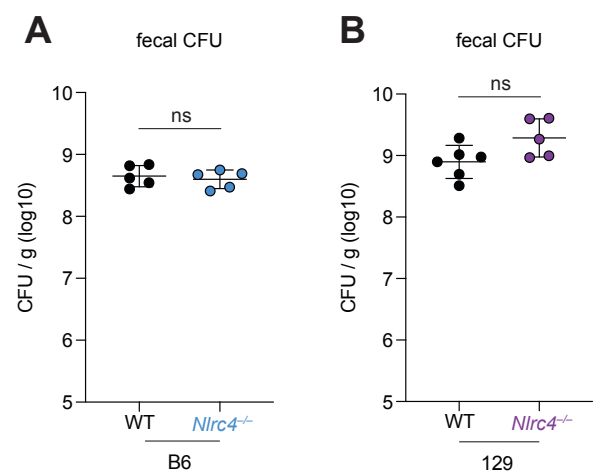 A
fecal CFU
CFU / g (log10)
10
9
8
7
6
5
ns
WT
Nlrc4–/–
B6
B
fecal CFU
CFU / g (log10)
10
9
8
7
6
5
ns
WT
Nlrc4–/–
129